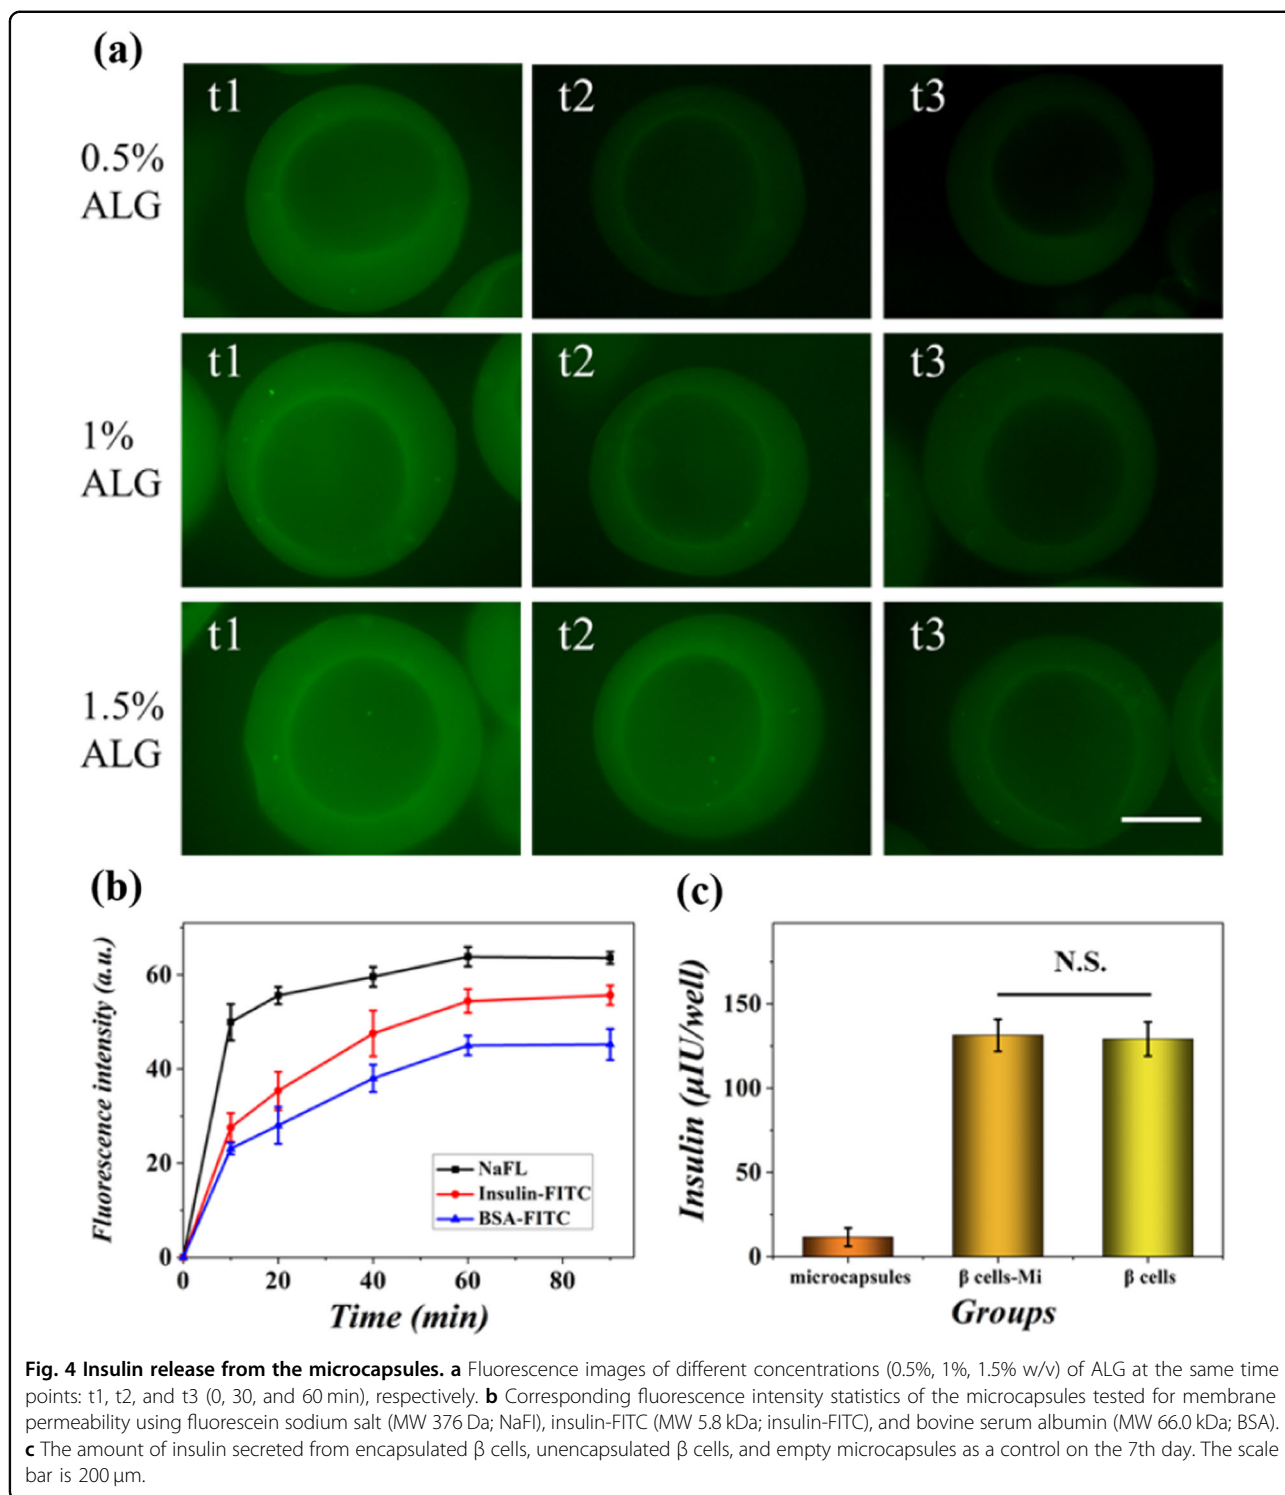 (a)
t1 t2 t3
0.5%
ALG
t1 t2 t3
1%
ALG
t1 t2 t3
1.5%
ALG
(b)
Fluorescence intensity (a.u.)
60
40
20
0
0 20 40 60 80
Time (min)
NaFL
Insulin-FITC
BSA-FITC
(c)
Insulin (μIU/well)
150
100
50
0
N.S.
microcapsules β cells-Mi β cells
Groups
Fig. 4 Insulin release from the microcapsules. a Fluorescence images of different concentrations (0.5%, 1%, 1.5% w/v) of ALG at the same time
points: t1, t2, and t3 (0, 30, and 60 min), respectively. b Corresponding fluorescence intensity statistics of the microcapsules tested for membrane
permeability using fluorescein sodium salt (MW 376 Da; NaFl), insulin-FITC (MW 5.8 kDa; insulin-FITC), and bovine serum albumin (MW 66.0 kDa; BSA).
c The amount of insulin secreted from encapsulated β cells, unencapsulated β cells, and empty microcapsules as a control on the 7th day. The scale
bar is 200 μm.